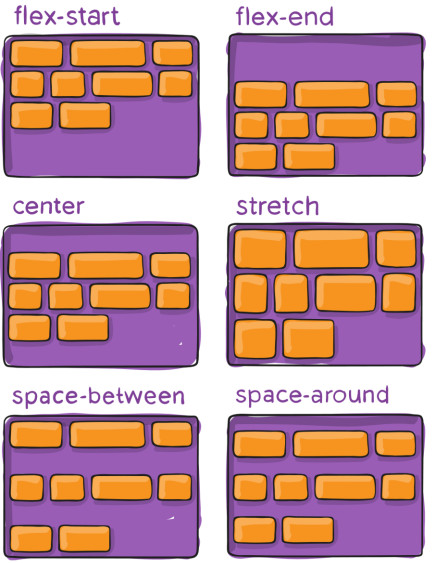 flex-start
flex-end
center
stretch
space-between
space-around